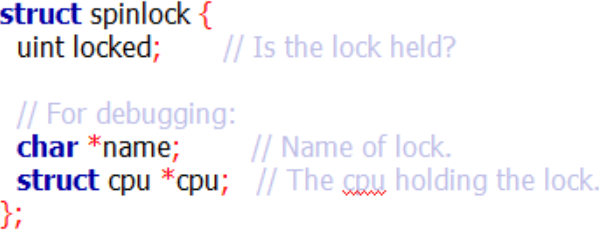 struct spinlock {
uint locked; // Is the lock held?
// For debugging:
char *name; // Name of lock.
struct cpu *cpu; // The cpu holding the lock.
};